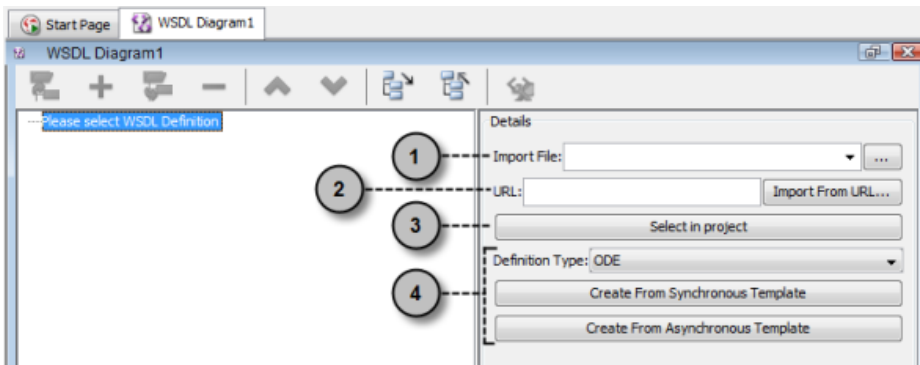 Start Page
WSDL Diagram1
WSDL Diagram1
Please select WSDL Definition
Details
1
Import File:
...
2
URL:
Import From URL...
3
Select in project
Definition Type: ODE
4
Create From Synchronous Template
Create From Asynchronous Template